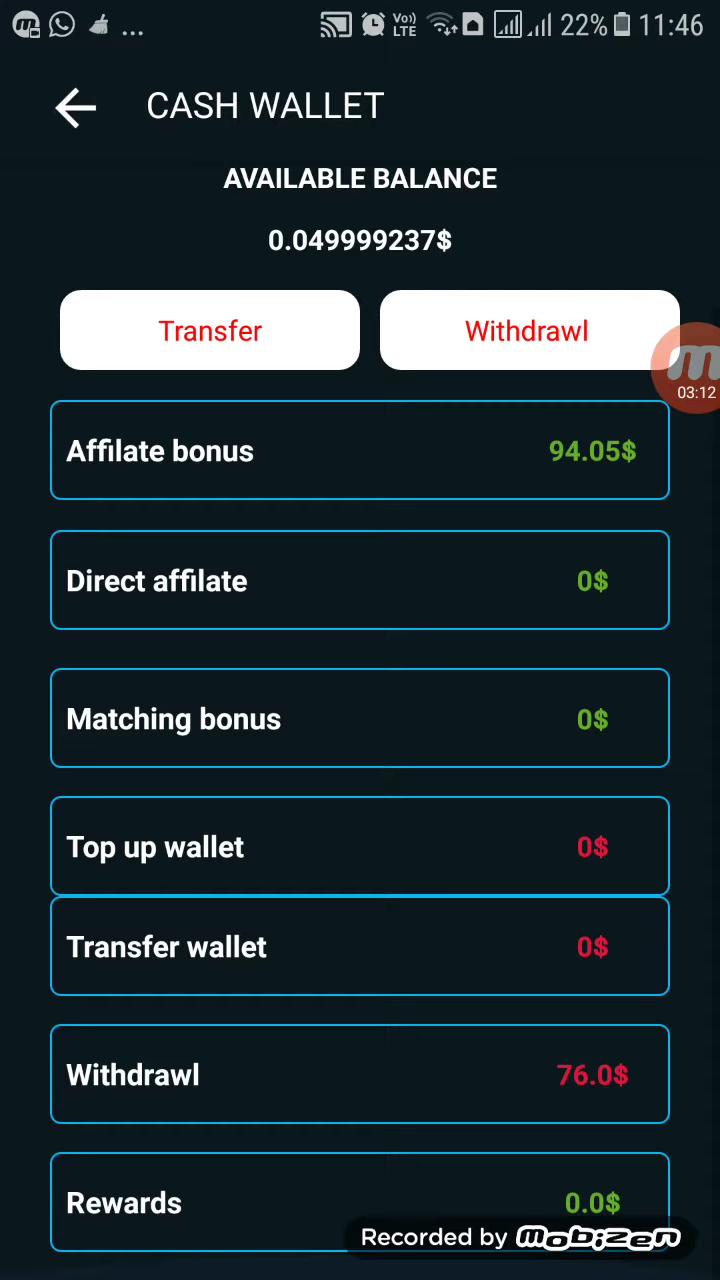 ... Vo)) LTE 22% 11:46
CASH WALLET
AVAILABLE BALANCE
0.049999237$
Transfer Withdrawl
03:12
Affilate bonus 94.05$
Direct affilate 0$
Matching bonus 0$
Top up wallet 0$
Transfer wallet 0$
Withdrawl 76.0$
Rewards 0.0$
Recorded by mobizen